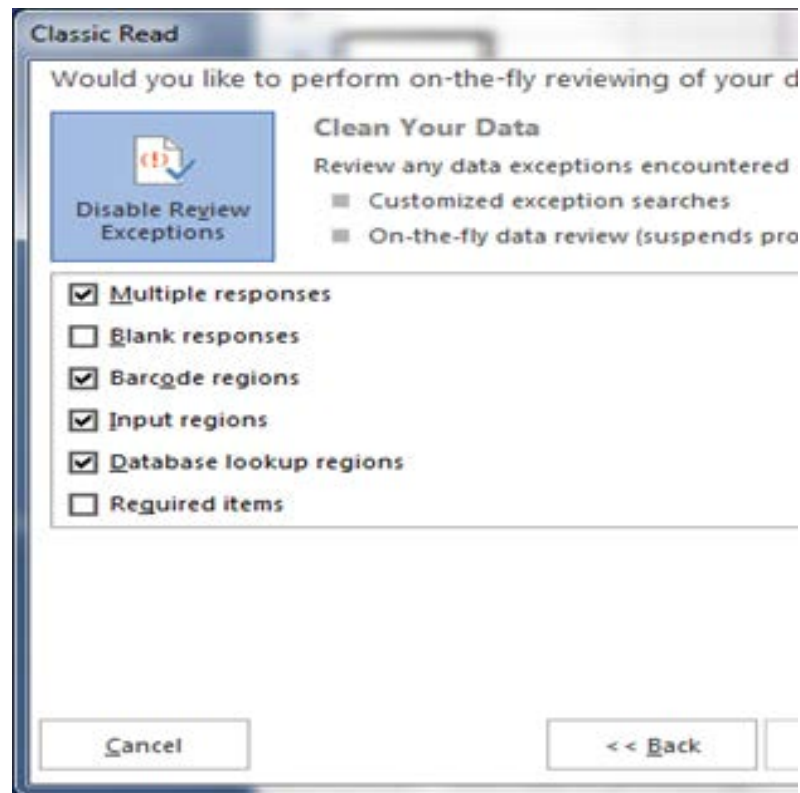 Classic Read
Would you like to perform on-the-fly reviewing of your d
Disable Review
Exceptions
Clean Your Data
Review any data exceptions encountered
Customized exception searches
On-the-fly data review (suspends pro
Multiple responses
Blank responses
Barcode regions
Input regions
Database lookup regions
Required items
Cancel
<< Back